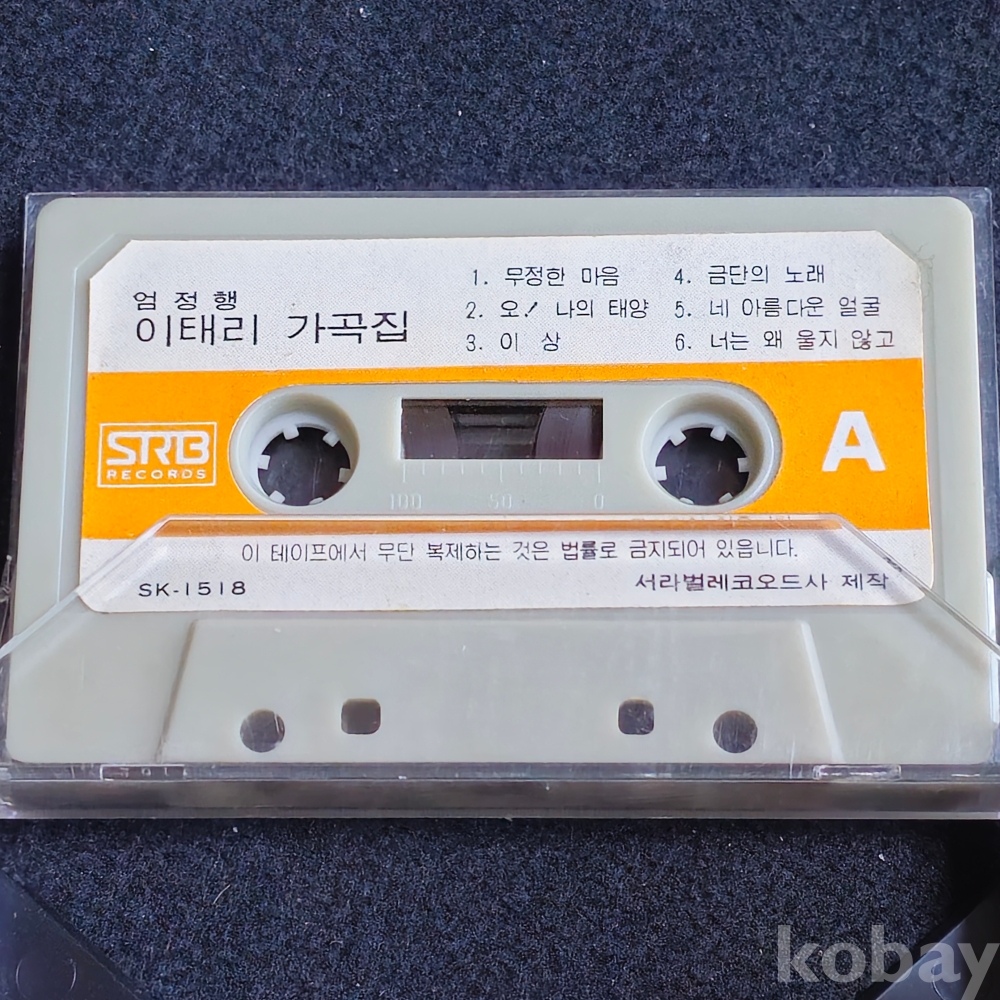 엄정행
이태리 가곡집
1. 무정한 마음
2. 오! 나의 태양
3. 이 상
4. 금단의 노래
5. 네 아름다운 얼굴
6. 너는 왜 울지 않고
SRB
RECORDS
A
100 50 0
이 테이프에서 무단 복제하는 것은 법률로 금지되어 있읍니다.
SK-1518
서라벌레코오드사 제작
kobay